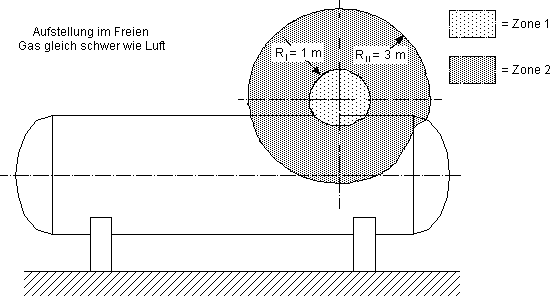 Aufstellung im Freien
Gas gleich schwer wie Luft
R_I = 1 m
R_II = 3 m
= Zone 1
= Zone 2